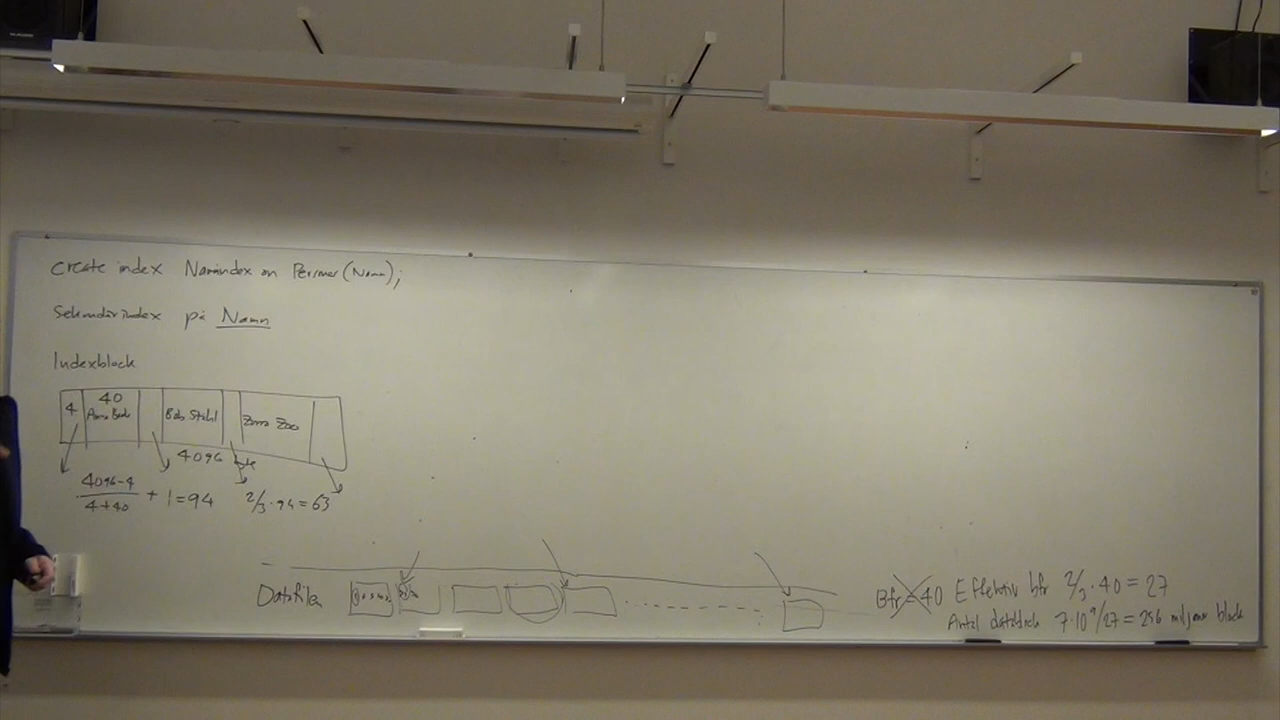 Create index Namnindex on Personer(Namn);
Sekundärindex på Namn
Indexblock
4 40 Bob Stahl Zorro Zoo
4096 byte
4096-4 / 4+40 + 1 = 94 2/3 · 94 = 63
Datafilen
Bfr = 40 Effektiv bfr 2/3 · 40 = 27
Antal datablock 7·10⁹/27 = 256 miljoner block